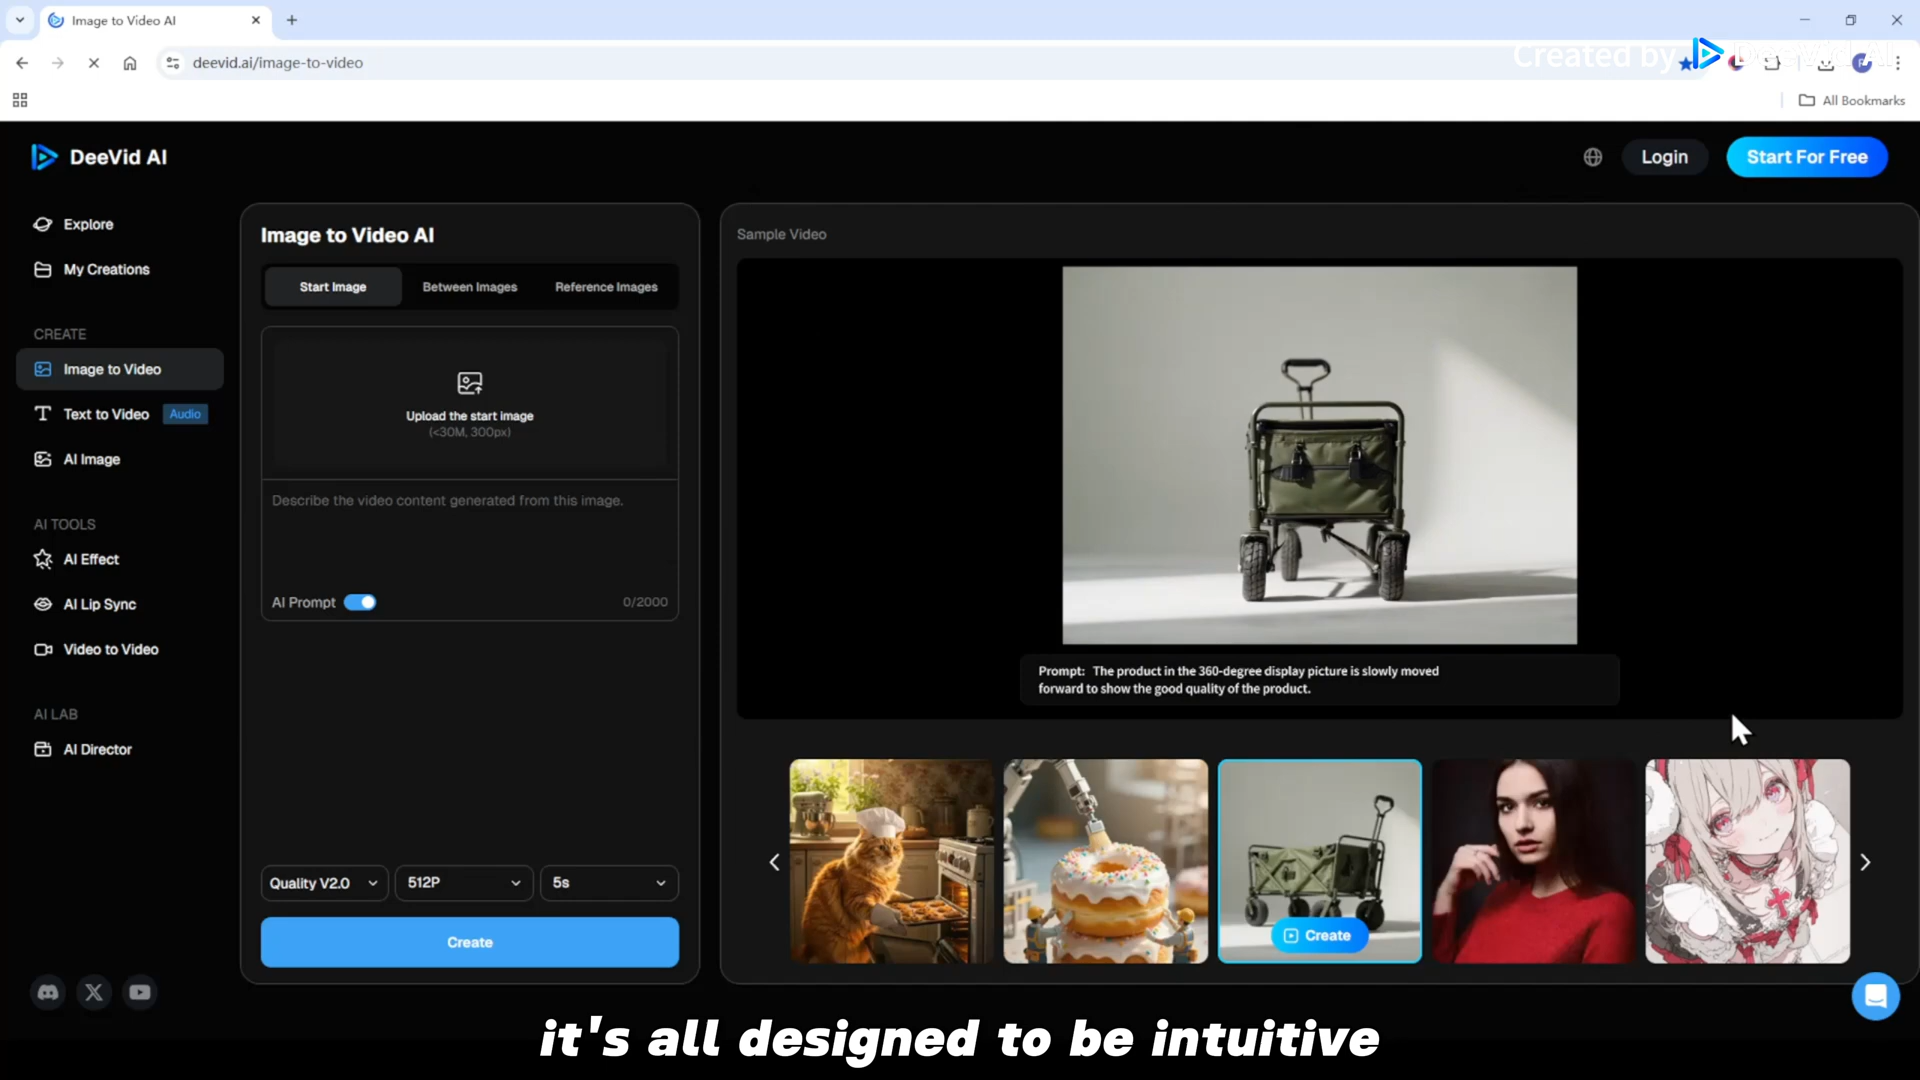 Image to Video AI
deevid.ai/image-to-video
Created by DeeVid AI
All Bookmarks
DeeVid AI
Login
Start For Free
Explore
My Creations
CREATE
Image to Video
Text to Video Audio
AI Image
AI TOOLS
AI Effect
AI Lip Sync
Video to Video
AI LAB
AI Director
Image to Video AI
Start Image
Between Images
Reference Images
Upload the start image
(<30M, 300px)
Describe the video content generated from this image.
AI Prompt
0/2000
Quality V2.0
512P
5s
Create
Sample Video
Prompt: The product in the 360-degree display picture is slowly moved
forward to show the good quality of the product.
Create
it's all designed to be intuitive